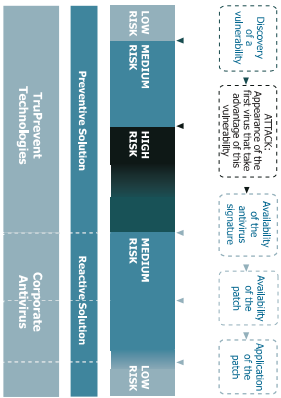 Discovery
of a
vulnerability
ATTACK:
Appearance of the
first virus that take
advantage of this
vulnerability
Availability
of the
antivirus
signature
Availability
of the patch
Application
of the
patch
LOW
RISK
MEDIUM
RISK
HIGH
RISK
MEDIUM
RISK
LOW
RISK
Preventive Solution
Reactive Solution
TruPrevent
Technologies
Corporate
Antivirus